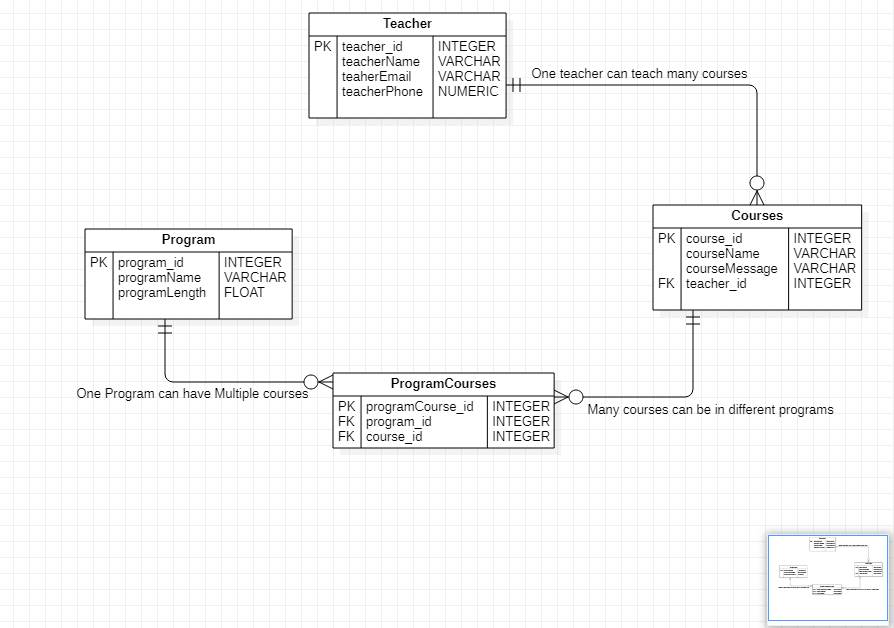 Teacher
PK teacher_id INTEGER
teacherName VARCHAR
teaherEmail VARCHAR
teacherPhone NUMERIC
One teacher can teach many courses
Courses
PK course_id INTEGER
courseName VARCHAR
courseMessage VARCHAR
FK teacher_id INTEGER
Program
PK program_id INTEGER
programName VARCHAR
programLength FLOAT
One Program can have Multiple courses
ProgramCourses
PK programCourse_id INTEGER
FK program_id INTEGER
FK course_id INTEGER
Many courses can be in different programs